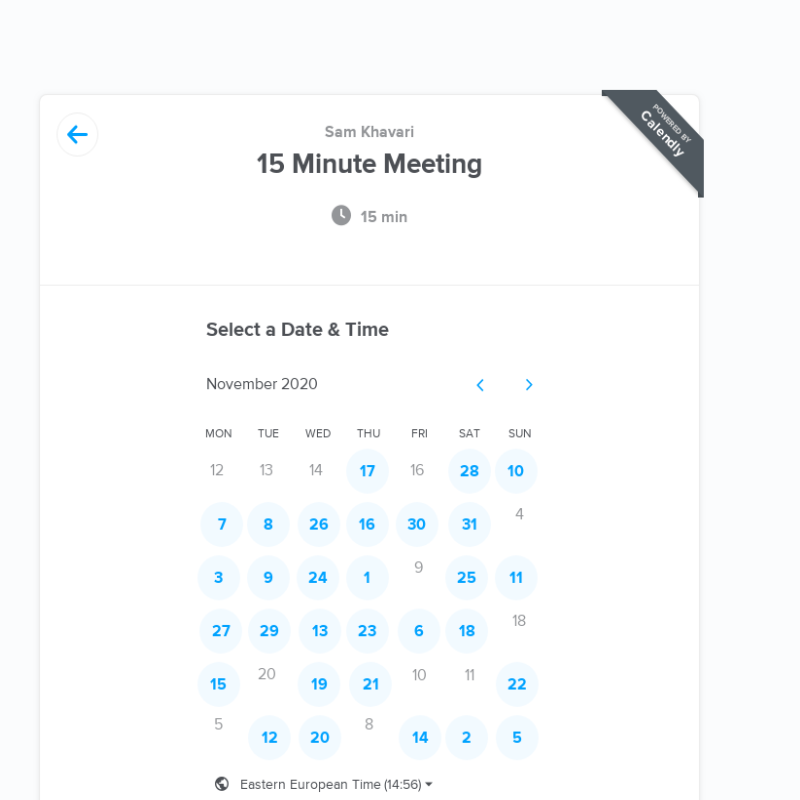 Sam Khavari
15 Minute Meeting
POWERED BY
Calendly
15 min
Select a Date & Time
November 2020
MON TUE WED THU FRI SAT SUN
12 13 14 17 16 28 10
7 8 26 16 30 31 4
3 9 24 1 9 25 11
27 29 13 23 6 18 18
15 20 19 21 10 11 22
5 12 20 8 14 2 5
Eastern European Time (14:56)